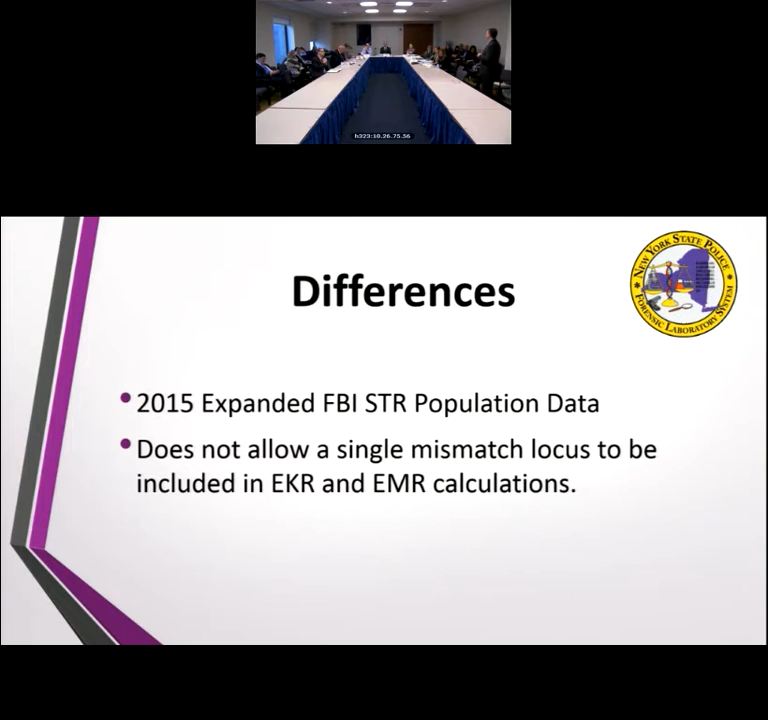 h323:10.26.75.56
Differences
NEW YORK STATE POLICE
FORENSIC LABORATORY SYSTEM
•2015 Expanded FBI STR Population Data
•Does not allow a single mismatch locus to be
included in EKR and EMR calculations.